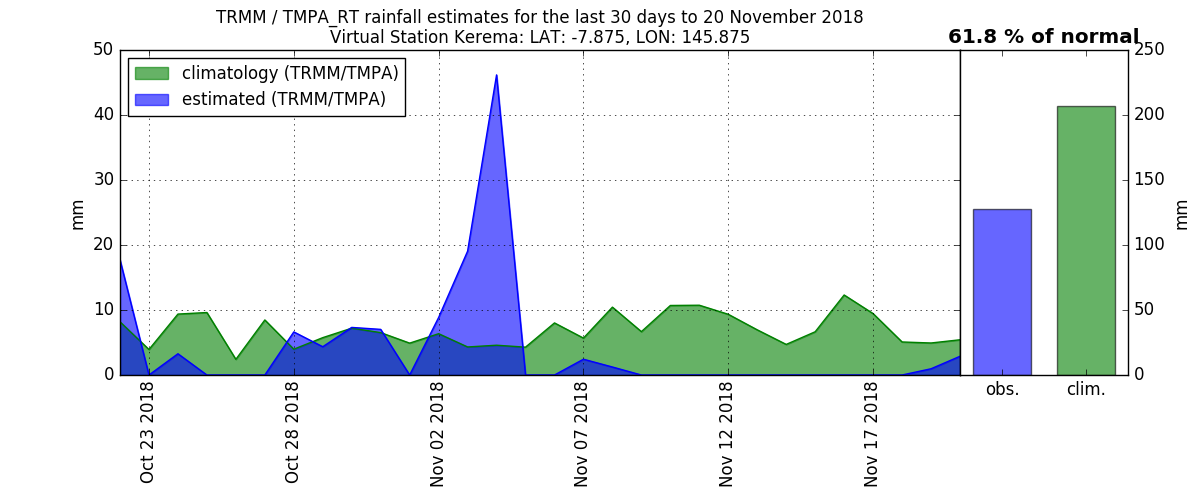 TRMM / TMPA_RT rainfall estimates for the last 30 days to 20 November 2018
Virtual Station Kerema: LAT: -7.875, LON: 145.875
61.8 % of normal
climatology (TRMM/TMPA)
estimated (TRMM/TMPA)
50
40
30
20
10
0
mm
Oct 23 2018
Oct 28 2018
Nov 02 2018
Nov 07 2018
Nov 12 2018
Nov 17 2018
250
200
150
100
50
0
mm
obs.
clim.